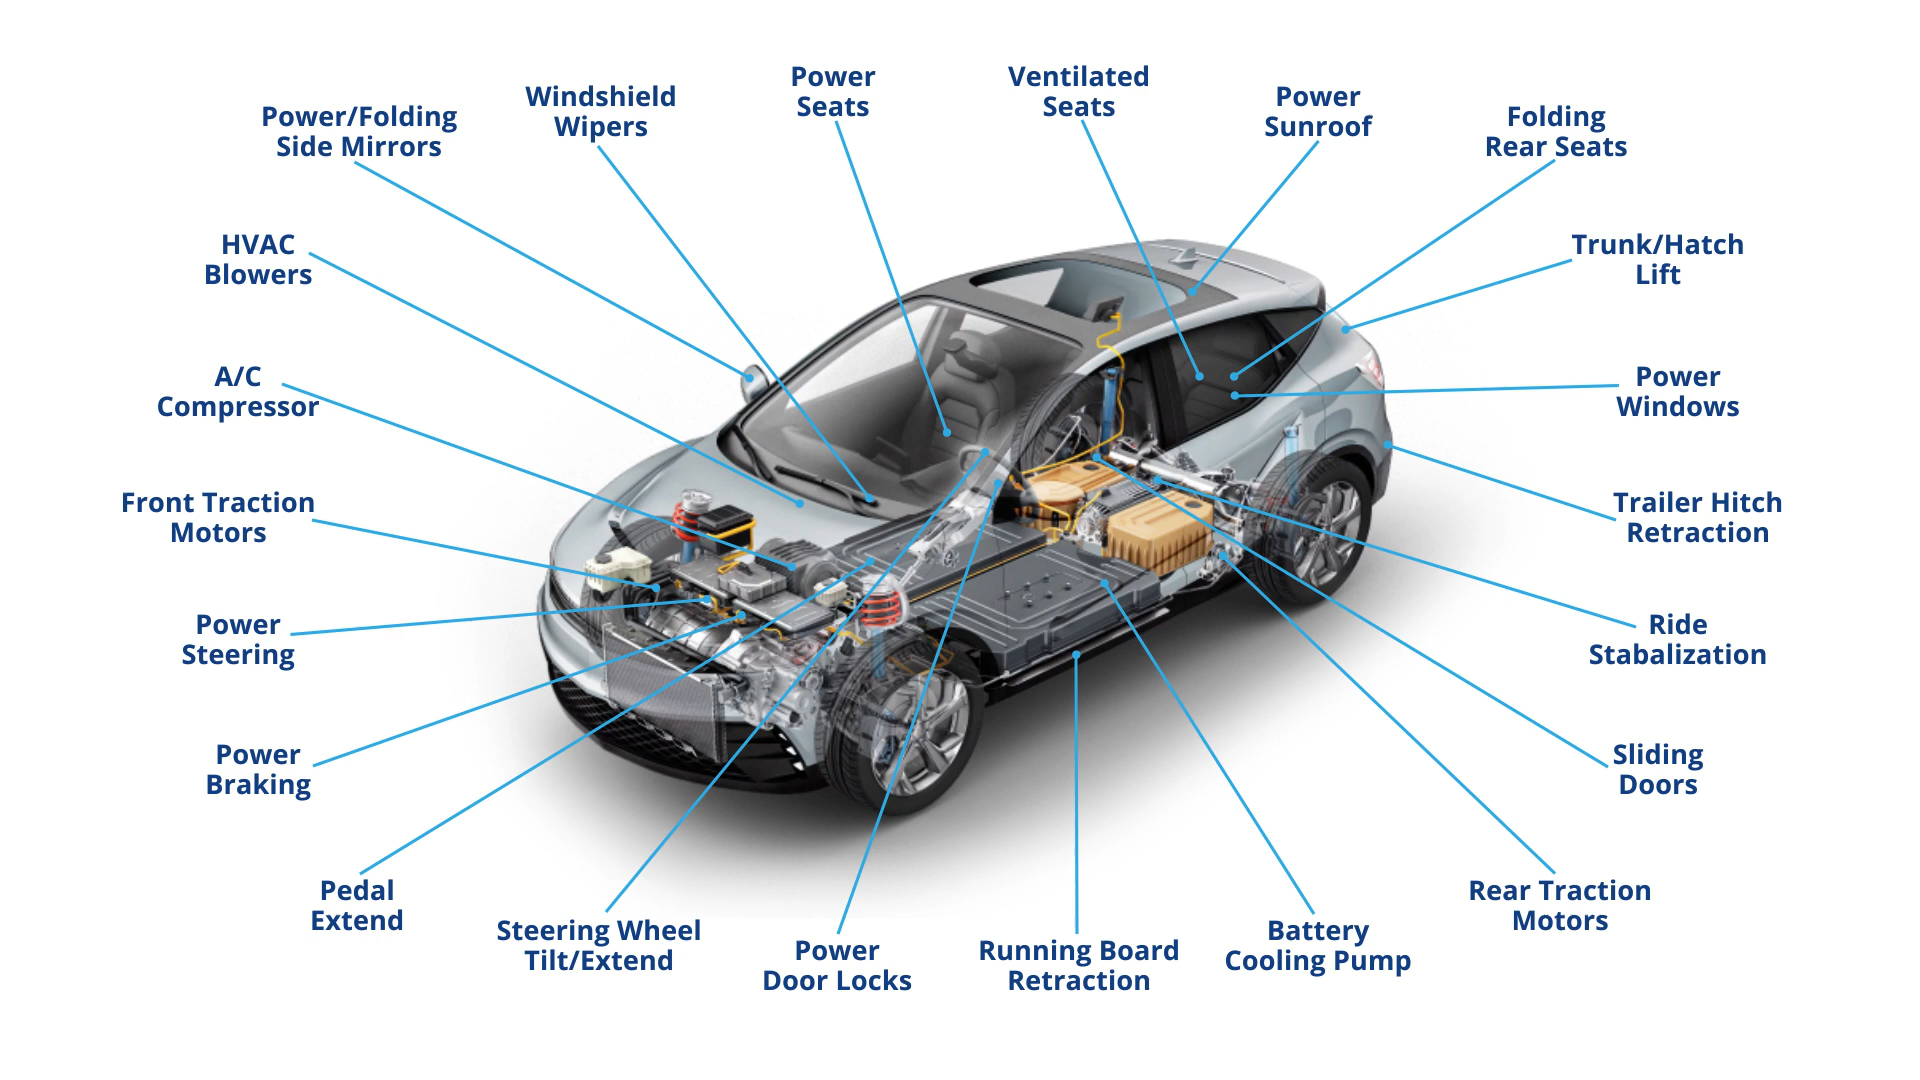 Power
Seats
Ventilated
Seats
Windshield
Wipers
Power
Sunroof
Power/Folding
Side Mirrors
Folding
Rear Seats
HVAC
Blowers
Trunk/Hatch
Lift
A/C
Compressor
Power
Windows
Front Traction
Motors
Trailer Hitch
Retraction
Power
Steering
Ride
Stabalization
Power
Braking
Sliding
Doors
Pedal
Extend
Rear Traction
Motors
Steering Wheel
Tilt/Extend
Battery
Cooling Pump
Power
Door Locks
Running Board
Retraction